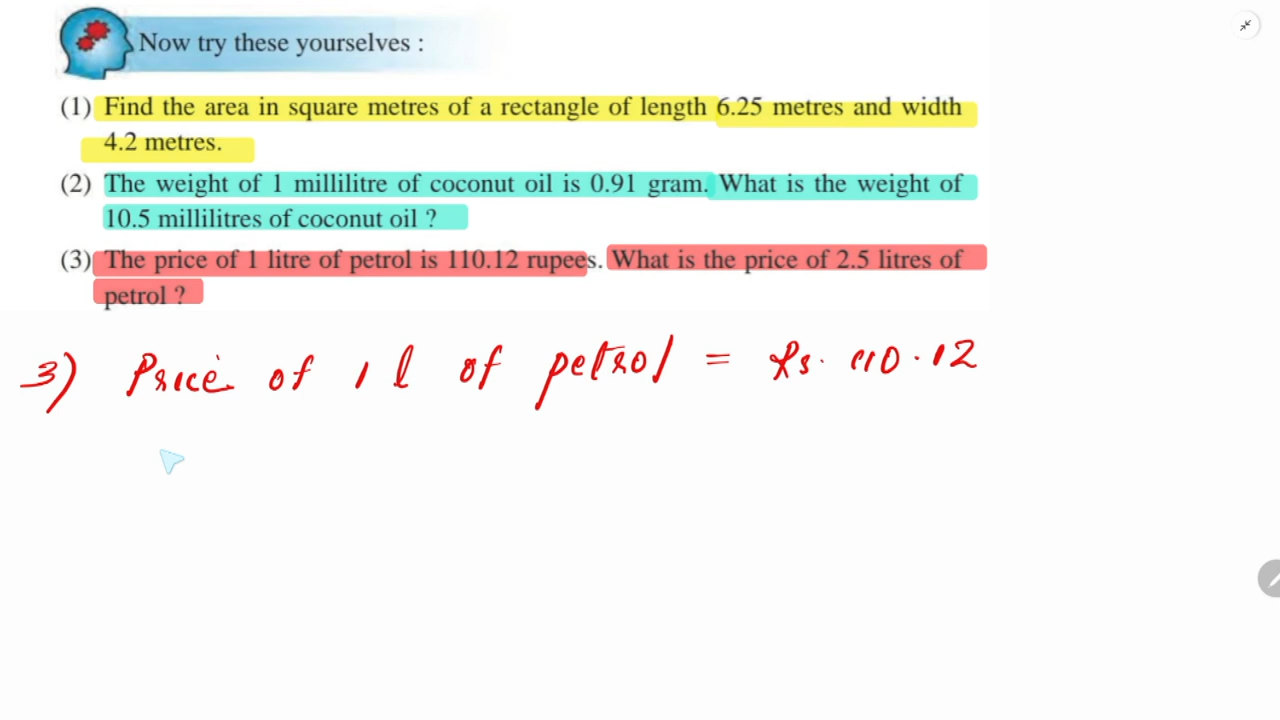 Now try these yourselves :
(1) Find the area in square metres of a rectangle of length 6.25 metres and width
4.2 metres.
(2) The weight of 1 millilitre of coconut oil is 0.91 gram. What is the weight of
10.5 millilitres of coconut oil ?
(3) The price of 1 litre of petrol is 110.12 rupees. What is the price of 2.5 litres of
petrol ?
3) Price of 1 l of petrol = Rs. 110.12